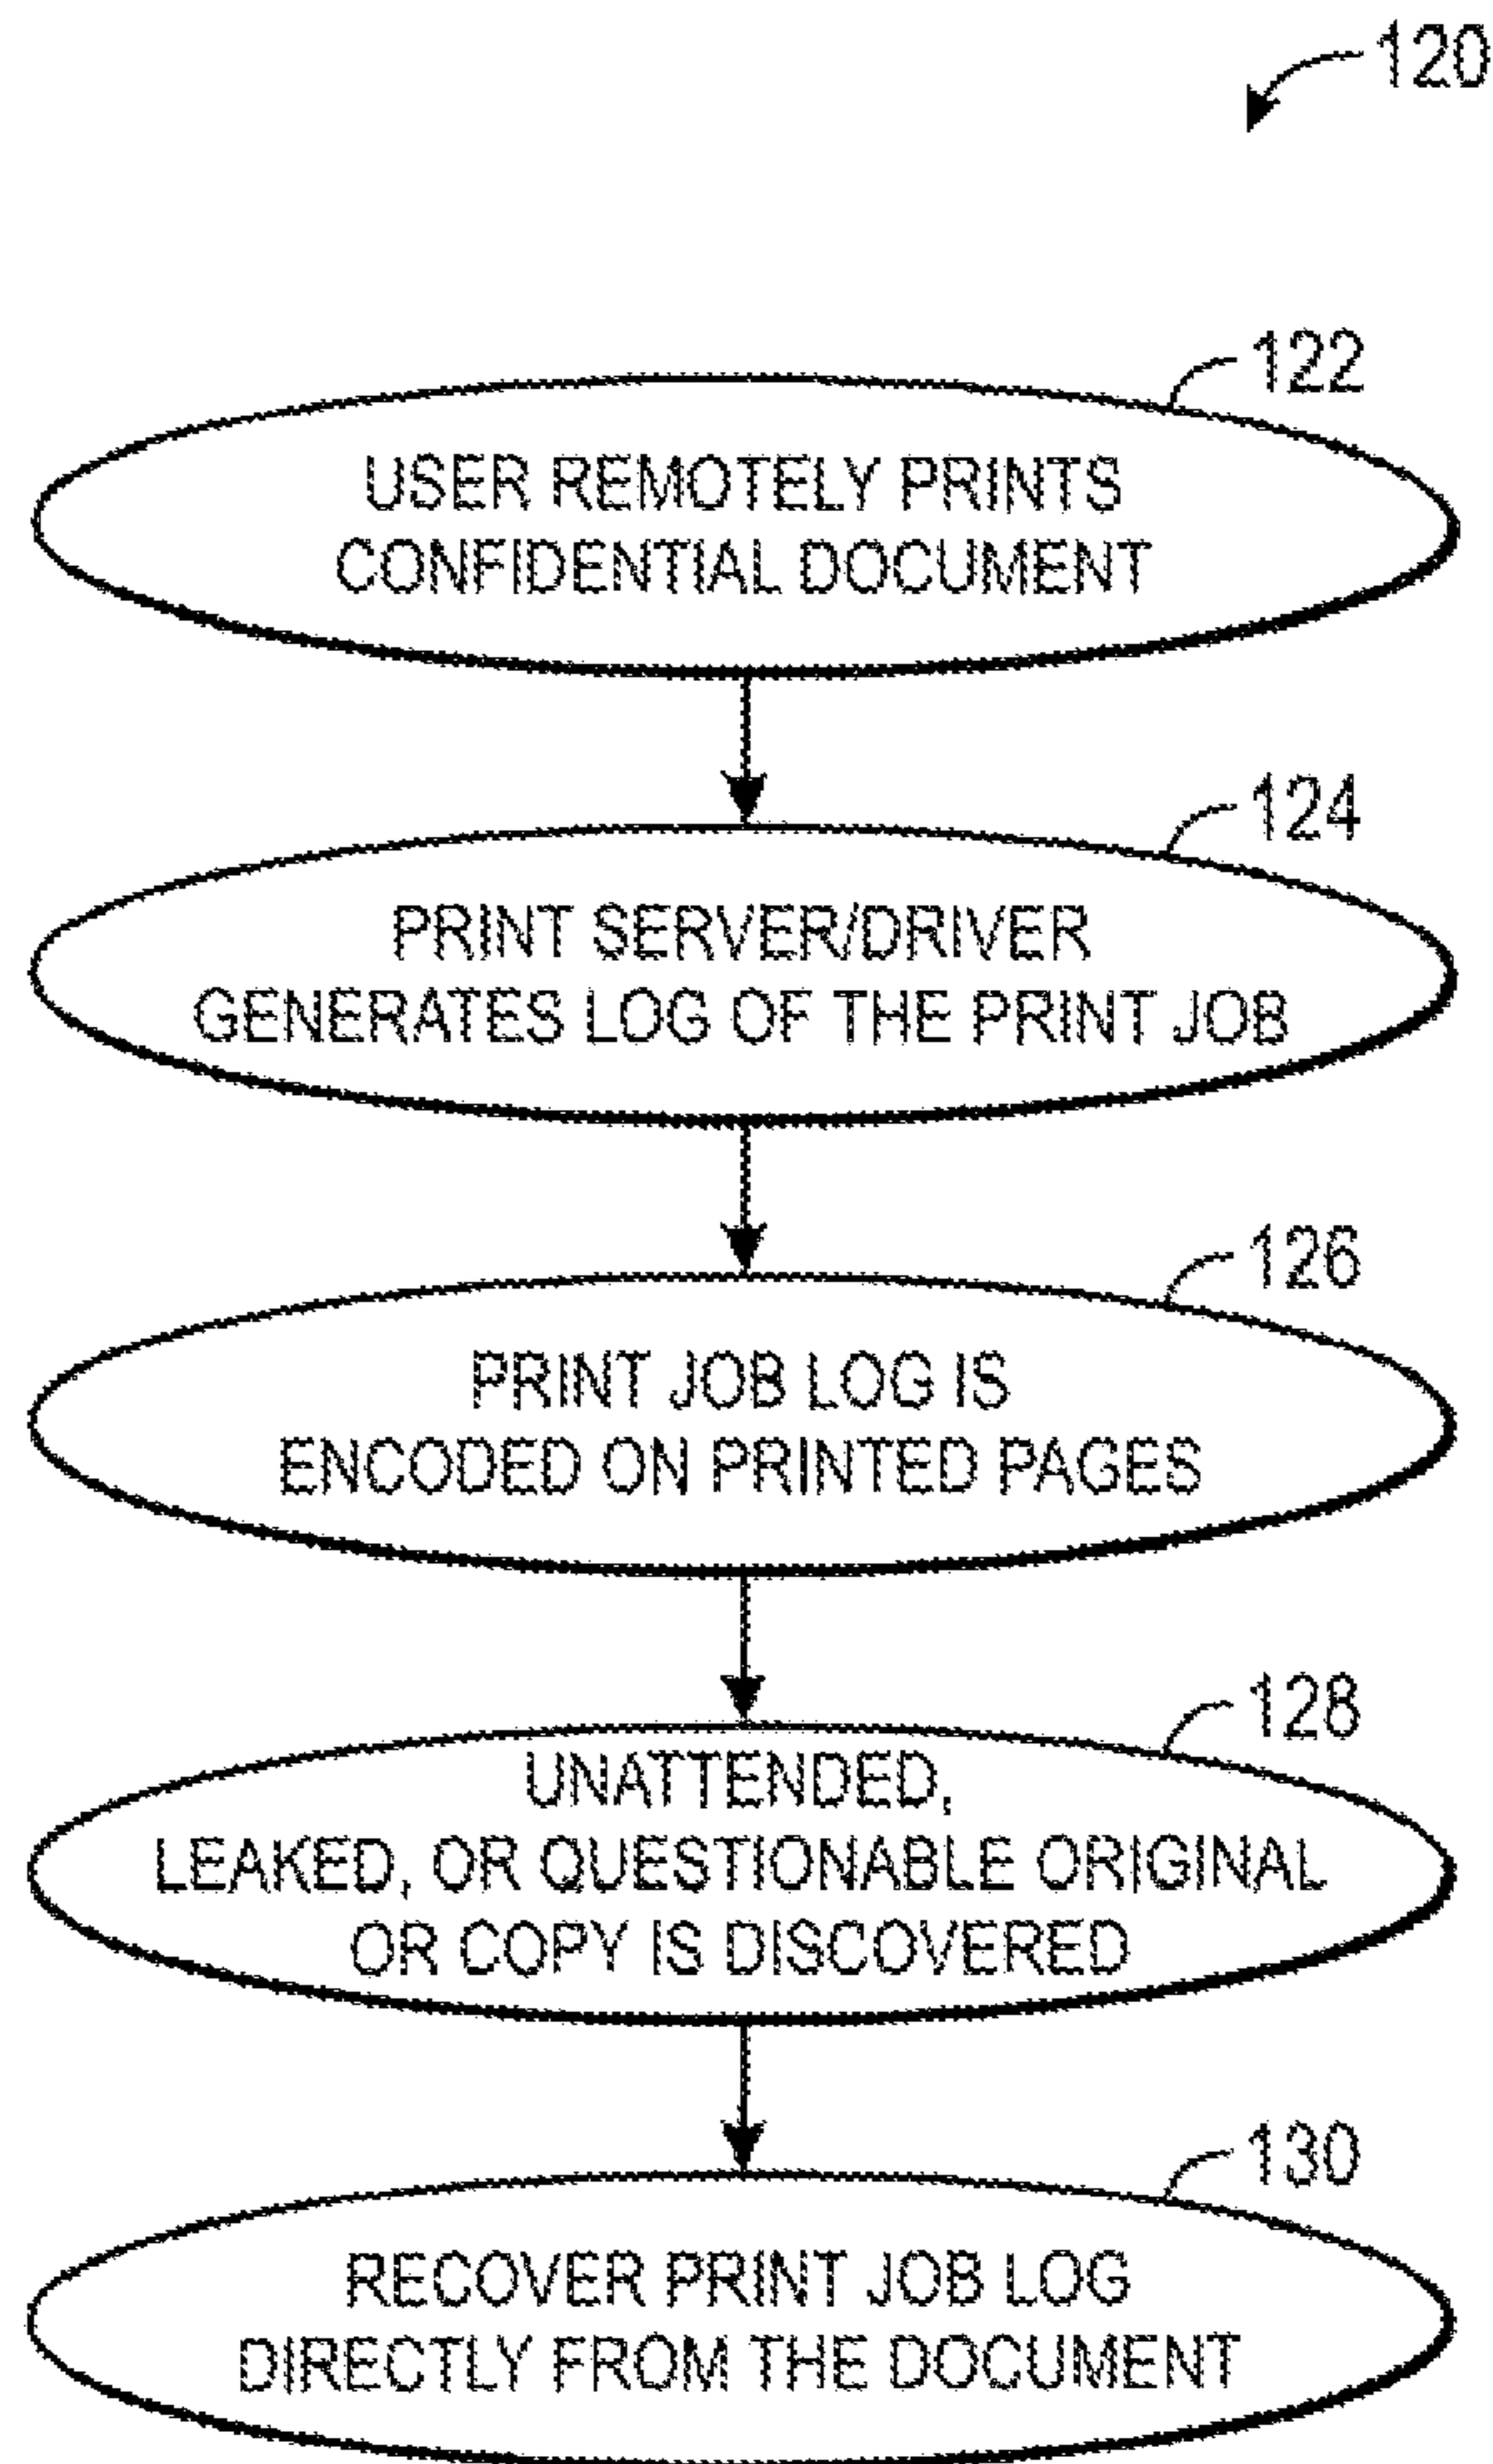 120
122
USER REMOTELY PRINTS
CONFIDENTIAL DOCUMENT
124
PRINT SERVER/DRIVER
GENERATES LOG OF THE PRINT JOB
126
PRINT JOB LOG IS
ENCODED ON PRINTED PAGES
128
UNATTENDED,
LEAKED, OR QUESTIONABLE ORIGINAL
OR COPY IS DISCOVERED
130
RECOVER PRINT JOB LOG
DIRECTLY FROM THE DOCUMENT